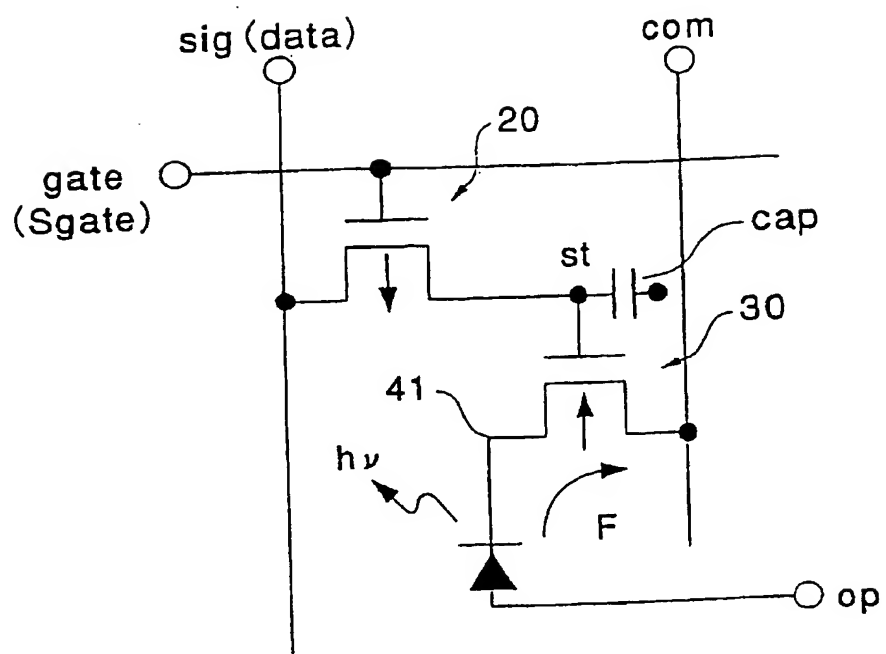 sig (data)
com
20
gate
(Sgate)
cap
st
30
41
hν
F
op